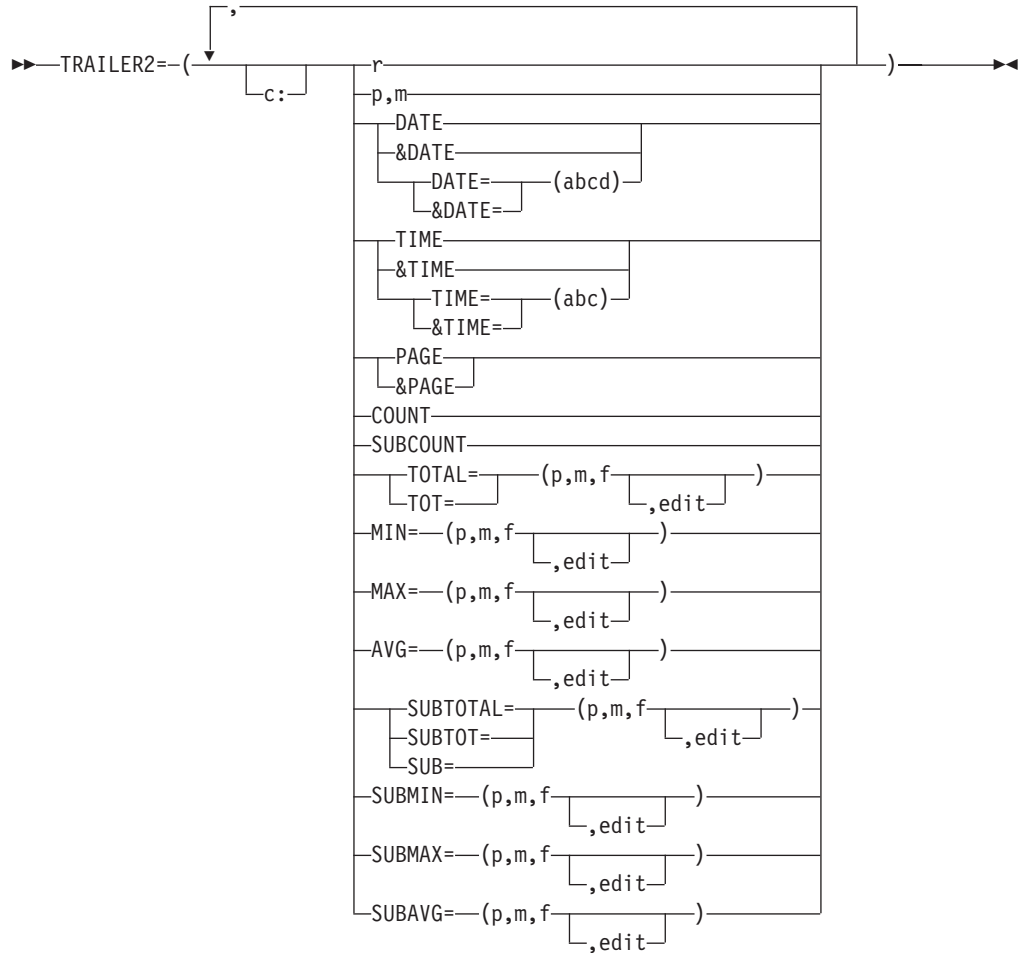 ,
TRAILER2= ( c: r )
p,m
DATE
&DATE
DATE= (abcd)
&DATE=
TIME
&TIME
TIME= (abc)
&TIME=
PAGE
&PAGE
COUNT
SUBCOUNT
TOTAL= (p,m,f )
TOT= ,edit
MIN= (p,m,f )
,edit
MAX= (p,m,f )
,edit
AVG= (p,m,f )
,edit
SUBTOTAL= (p,m,f )
SUBTOT= ,edit
SUB=
SUBMIN= (p,m,f )
,edit
SUBMAX= (p,m,f )
,edit
SUBAVG= (p,m,f )
,edit